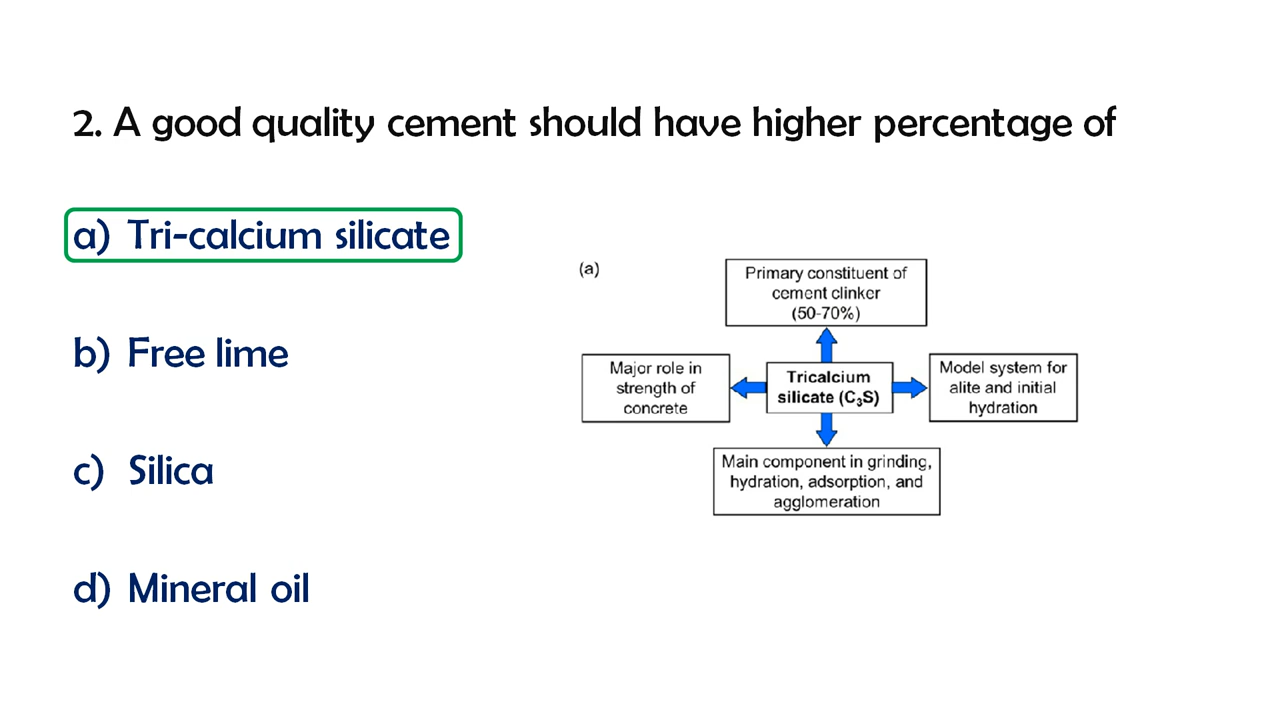 2. A good quality cement should have higher percentage of
a) Tri-calcium silicate
b) Free lime
c) Silica
d) Mineral oil
(a)
Primary constituent of
cement clinker
(50-70%)
Major role in
strength of
concrete
Tricalcium
silicate (C₃S)
Model system for
alite and initial
hydration
Main component in grinding,
hydration, adsorption, and
agglomeration